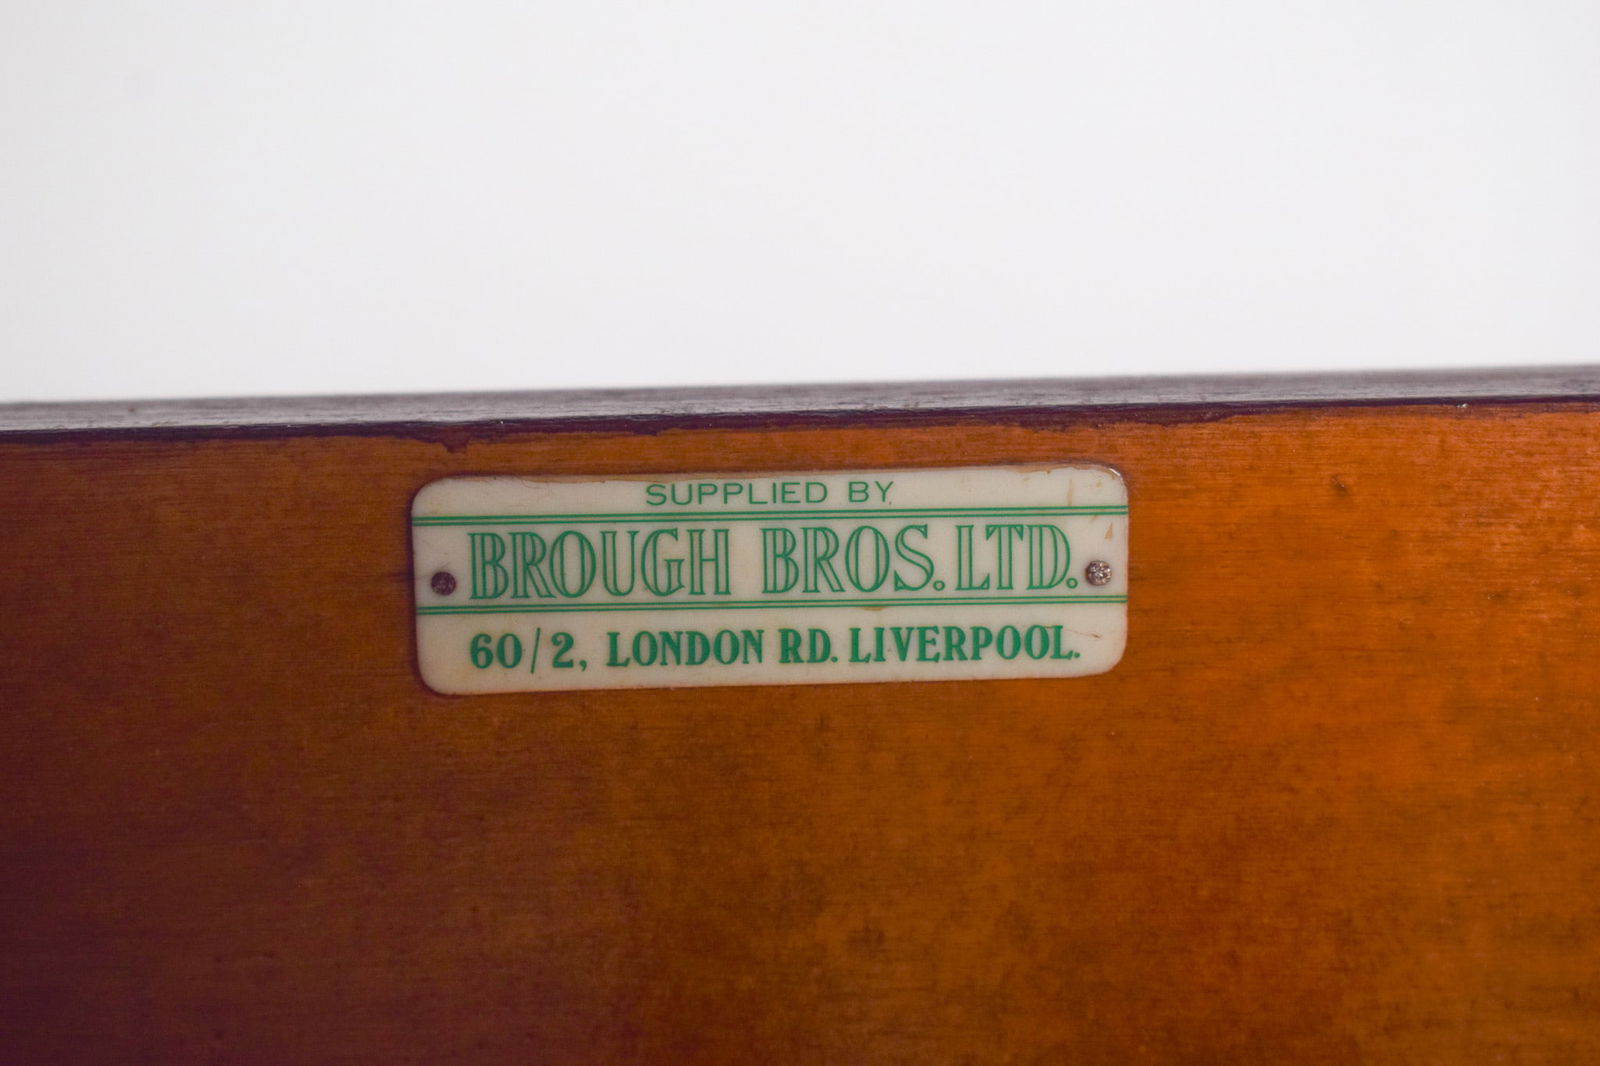 SUPPLIED BY
BROUGH BROS. LTD.
60/2, LONDON RD. LIVERPOOL.